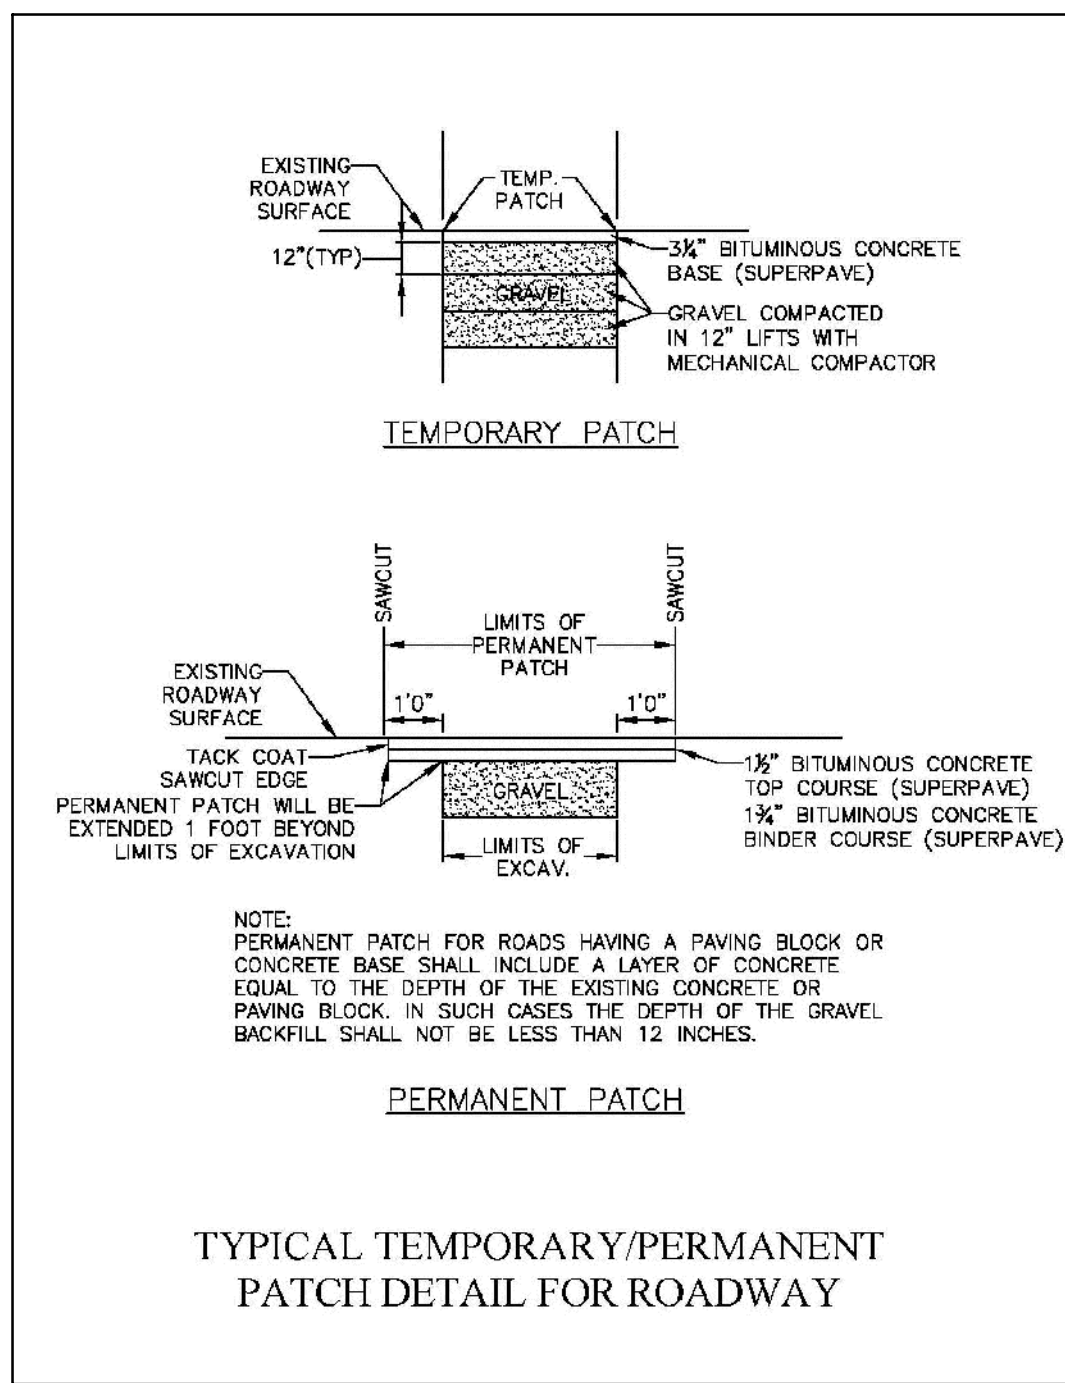 EXISTING
ROADWAY
SURFACE
TEMP.
PATCH
12"(TYP)
3¼" BITUMINOUS CONCRETE
BASE (SUPERPAVE)
GRAVEL
GRAVEL COMPACTED
IN 12" LIFTS WITH
MECHANICAL COMPACTOR
TEMPORARY PATCH
SAWCUT
SAWCUT
LIMITS OF
PERMANENT
PATCH
EXISTING
ROADWAY
SURFACE
1'0"
1'0"
TACK COAT
SAWCUT EDGE
PERMANENT PATCH WILL BE
EXTENDED 1 FOOT BEYOND
LIMITS OF EXCAVATION
GRAVEL
1½" BITUMINOUS CONCRETE
TOP COURSE (SUPERPAVE)
1¾" BITUMINOUS CONCRETE
BINDER COURSE (SUPERPAVE)
LIMITS OF
EXCAV.
NOTE:
PERMANENT PATCH FOR ROADS HAVING A PAVING BLOCK OR
CONCRETE BASE SHALL INCLUDE A LAYER OF CONCRETE
EQUAL TO THE DEPTH OF THE EXISTING CONCRETE OR
PAVING BLOCK. IN SUCH CASES THE DEPTH OF THE GRAVEL
BACKFILL SHALL NOT BE LESS THAN 12 INCHES.
PERMANENT PATCH
TYPICAL TEMPORARY/PERMANENT
PATCH DETAIL FOR ROADWAY